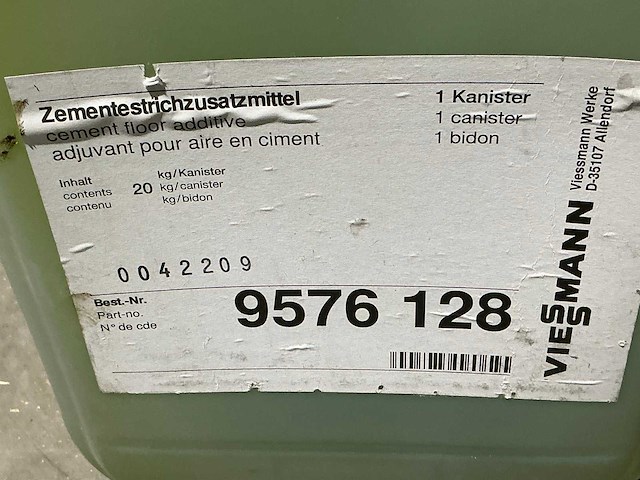 Zementestrichzusatzmittel
cement floor additive
adjuvant pour aire en ciment
1 Kanister
1 canister
1 bidon
Inhalt
contents
contenu
20
kg/Kanister
kg/canister
kg/bidon
0042209
Best.-Nr.
Part-no.
N° de cde
9576 128
VIESSMANN
Viessmann Werke
D-35107 Allendorf